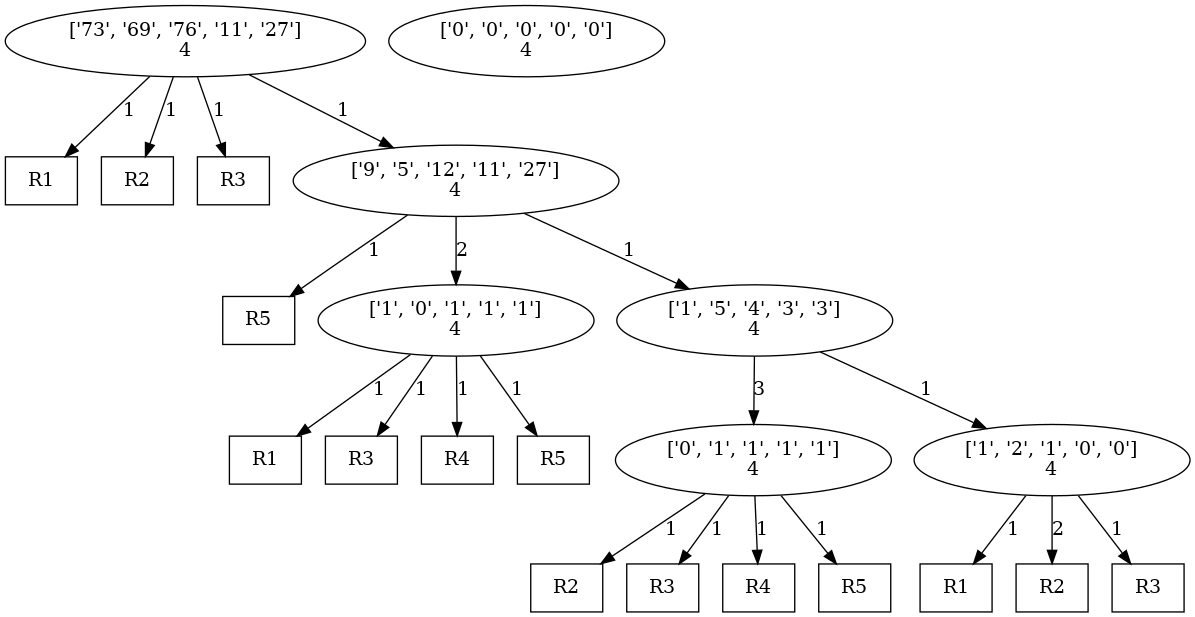 ['73', '69', '76', '11', '27']
4
['0', '0', '0', '0', '0']
4
1
1
1
1
R1
R2
R3
['9', '5', '12', '11', '27']
4
1
2
1
R5
['1', '0', '1', '1', '1']
4
['1', '5', '4', '3', '3']
4
1
1
1
1
3
1
R1
R3
R4
R5
['0', '1', '1', '1', '1']
4
['1', '2', '1', '0', '0']
4
1
1
1
1
1
2
1
R2
R3
R4
R5
R1
R2
R3